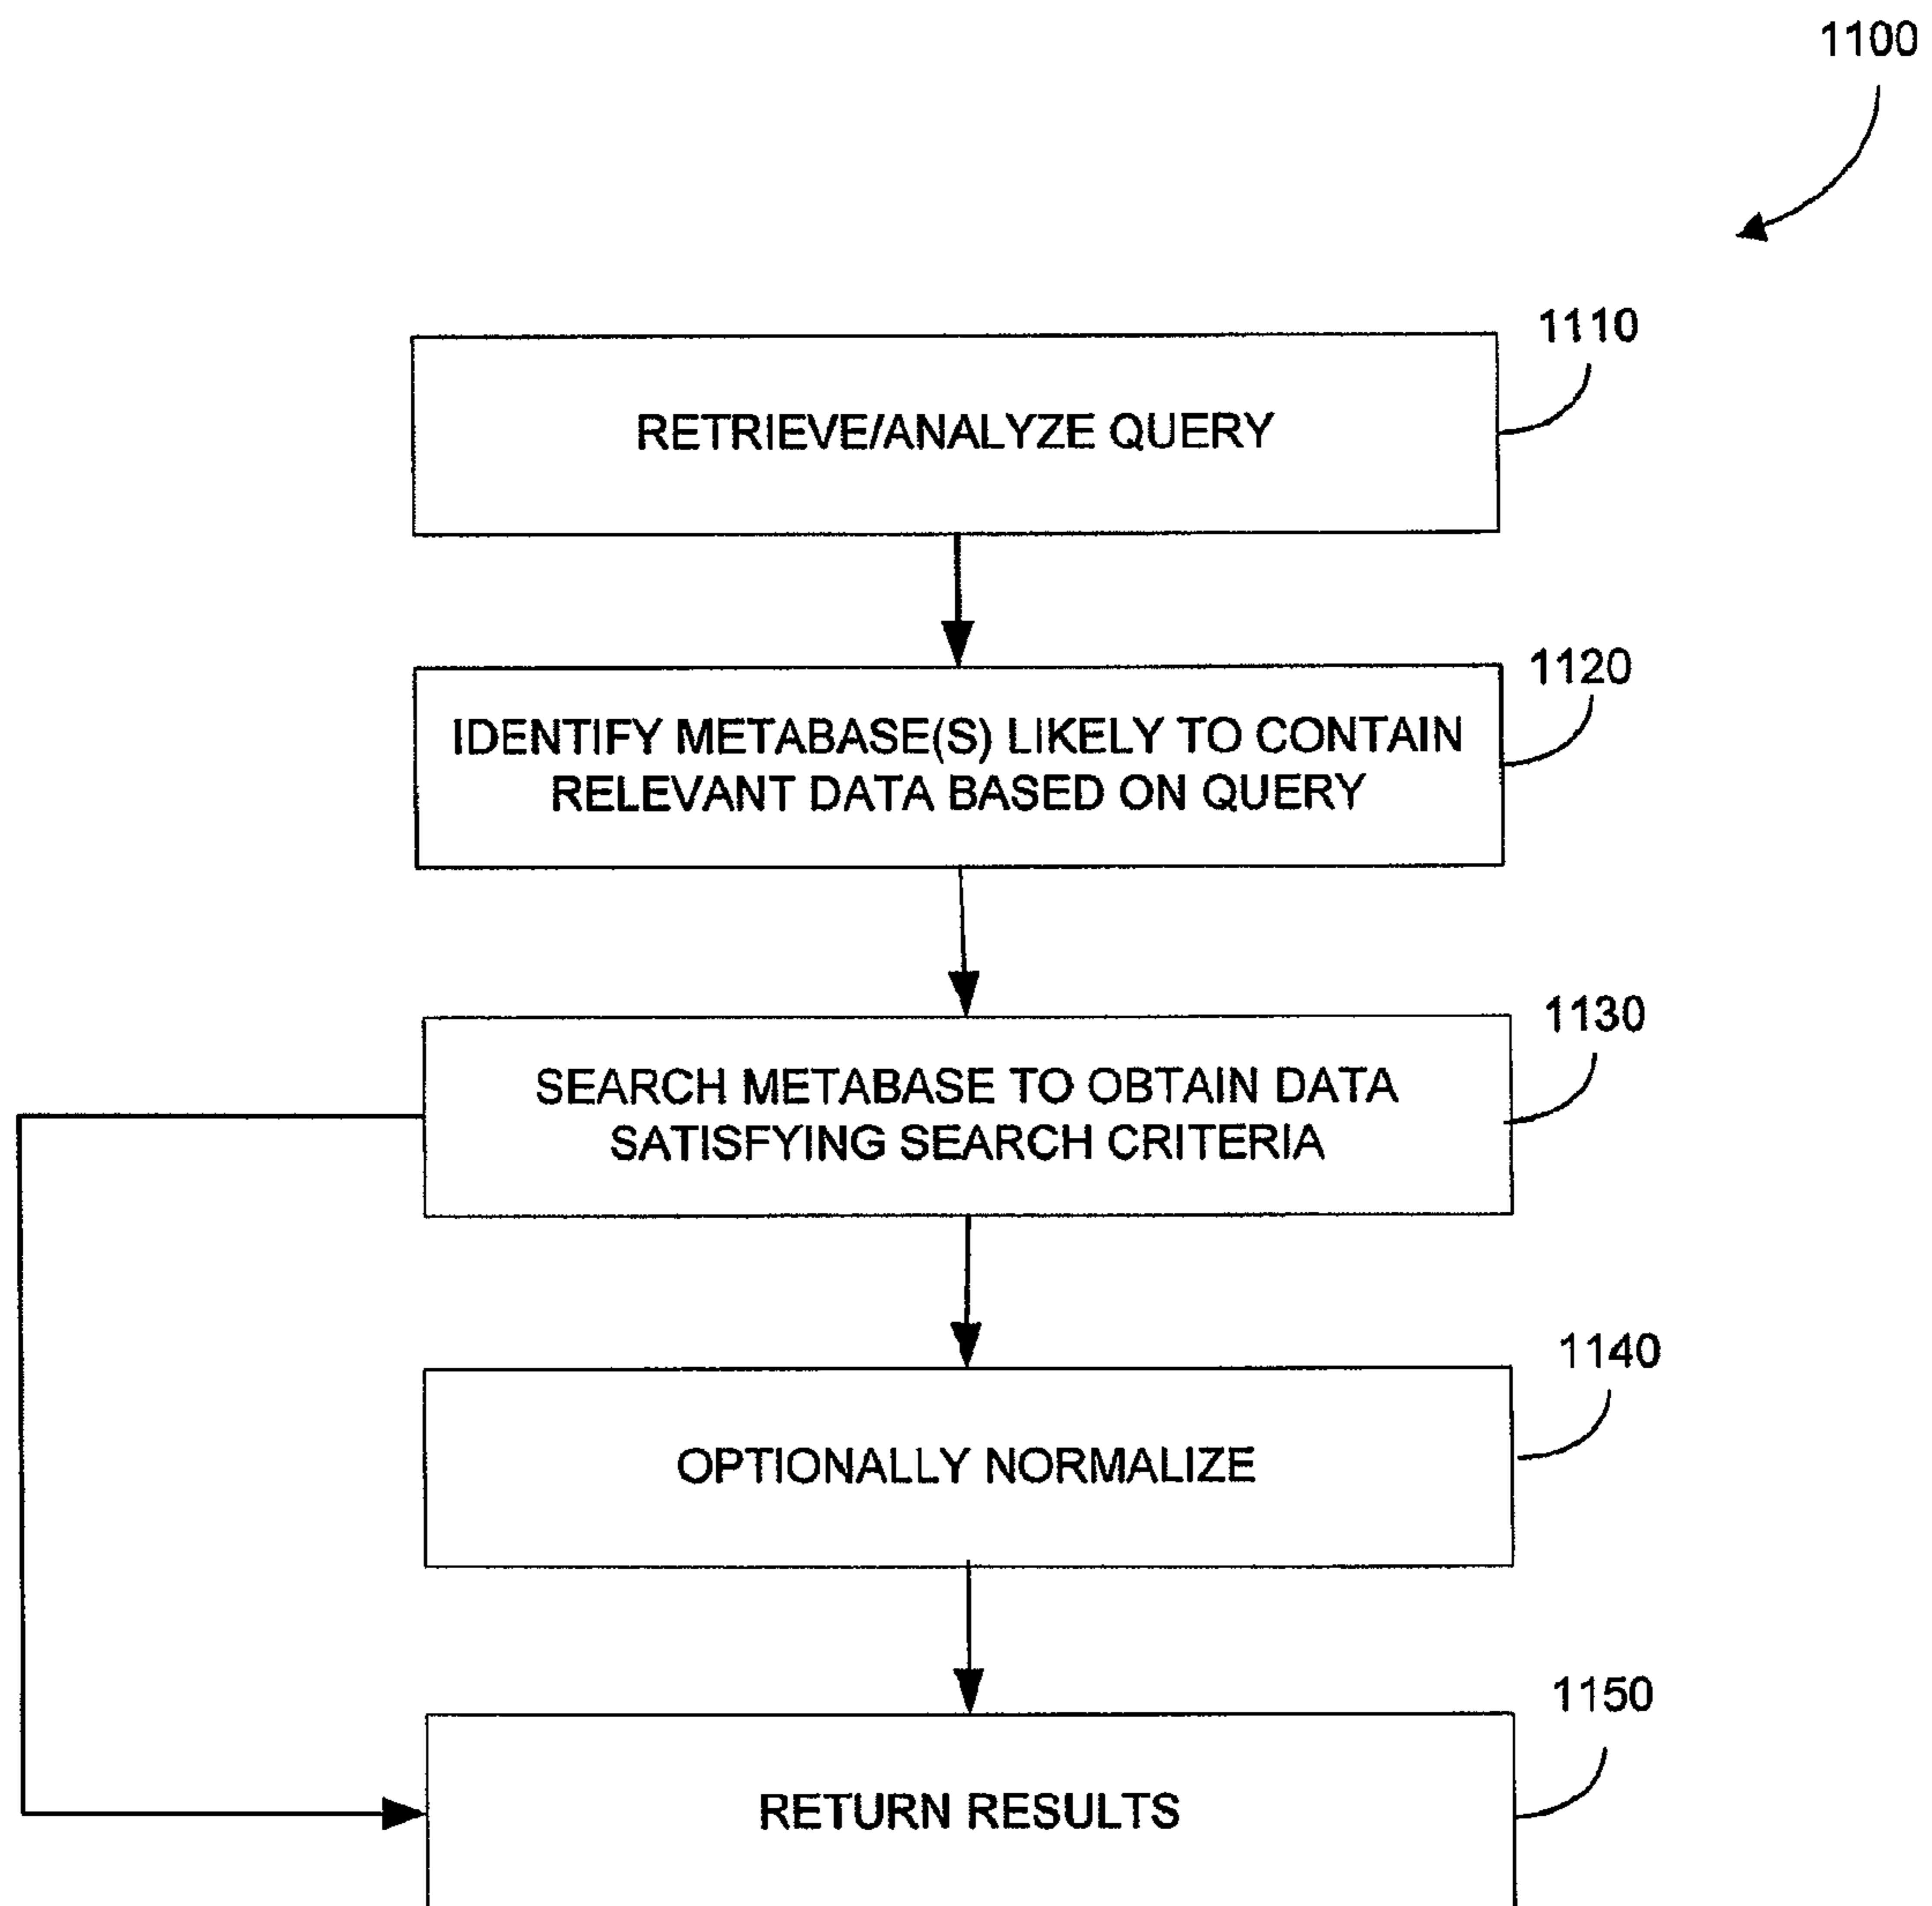 1100
1110
RETRIEVE/ANALYZE QUERY
1120
IDENTIFY METABASE(S) LIKELY TO CONTAIN
RELEVANT DATA BASED ON QUERY
1130
SEARCH METABASE TO OBTAIN DATA
SATISFYING SEARCH CRITERIA
1140
OPTIONALLY NORMALIZE
1150
RETURN RESULTS